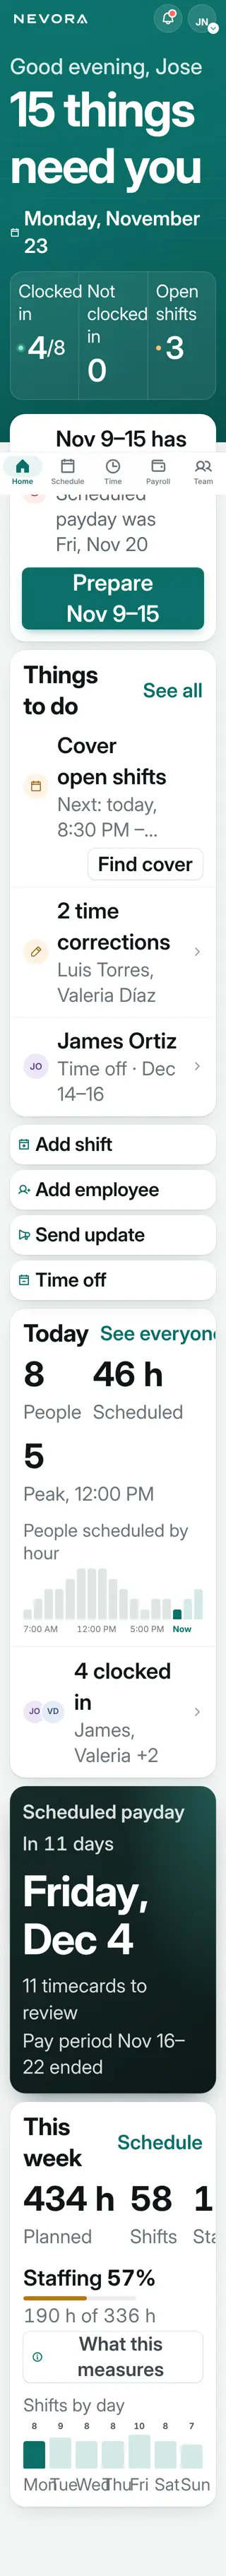 NEVORA
JN
Good evening, Jose
15 things
need you
Monday, November
23
Clocked
in
4/8
Not
clocked
in
0
Open
shifts
3
Nov 9–15 has
Home
Schedule
Time
Payroll
Team
Scheduled
payday was
Fri, Nov 20
Prepare
Nov 9–15
Things
to do
See all
Cover
open shifts
Next: today,
8:30 PM –...
Find cover
2 time
corrections
Luis Torres,
Valeria Díaz
JO
James Ortiz
Time off · Dec
14–16
Add shift
Add employee
Send update
Time off
Today
See everyone
8
People
46 h
Scheduled
5
Peak, 12:00 PM
People scheduled by
hour
7:00 AM
12:00 PM
5:00 PM
Now
JO
VD
4 clocked
in
James,
Valeria +2
Scheduled payday
In 11 days
Friday,
Dec 4
11 timecards to
review
Pay period Nov 16–
22 ended
This
week
Schedule
434 h
Planned
58
Shifts
1
Sta
Staffing 57%
190 h of 336 h
What this
measures
Shifts by day
8 9 8 8 10 8 7
Mon Tue Wed Thu Fri Sat Sun